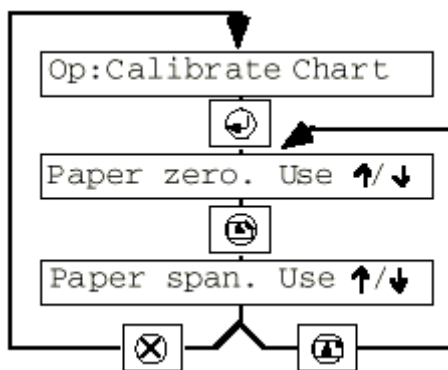 Op:Calibrate Chart
Paper zero. Use ↑/↓
Paper span. Use ↑/↓